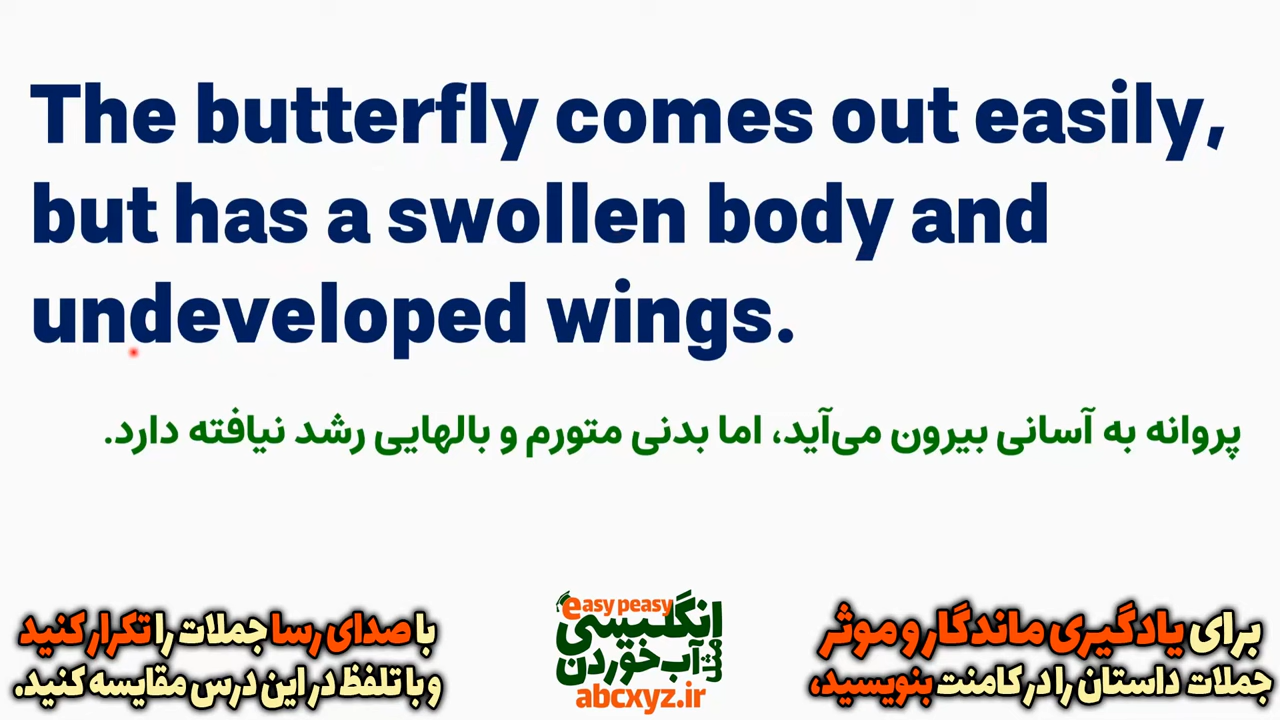 The butterfly comes out easily,
but has a swollen body and
undeveloped wings.
پروانه به آسانی بیرون می‌آید، اما بدنی متورم و بالهایی رشد نیافته دارد.
برای یادگیری ماندگار و موثر
جملات داستان را در کامنت بنویسید،
easy peasy
انگلیسی
مثل آب خوردن
abcxyz.ir
با صدای رسا جملات را تکرار کنید
و با تلفظ در این درس مقایسه کنید.